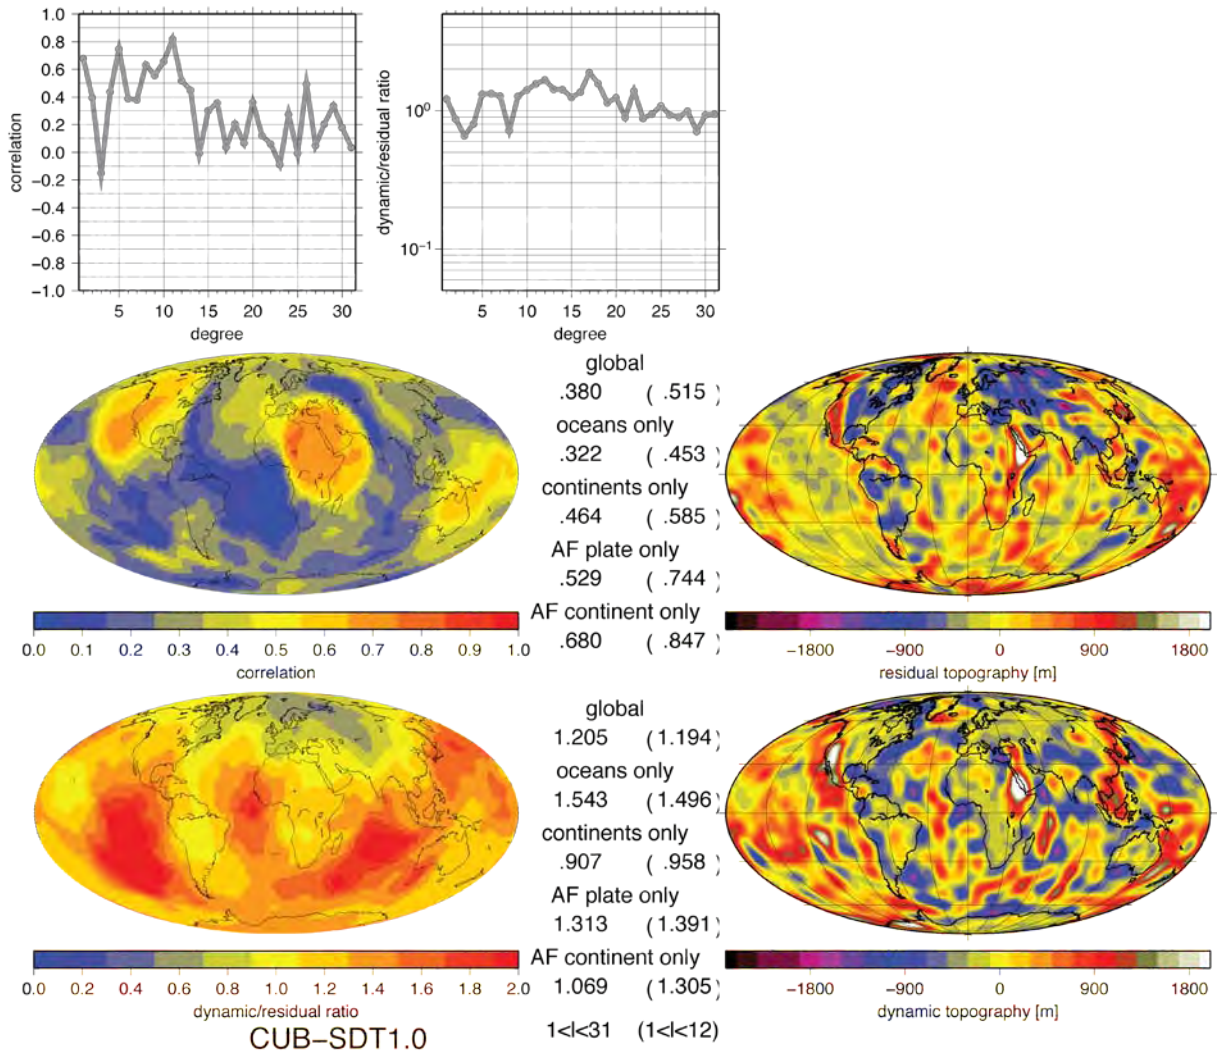 1.0
0.8
0.6
0.4
0.2
0.0
−0.2
−0.4
−0.6
−0.8
−1.0
correlation
5 10 15 20 25 30
degree
10⁰
10⁻¹
dynamic/residual ratio
5 10 15 20 25 30
degree
global
.380 ( .515 )
oceans only
.322 ( .453 )
continents only
.464 ( .585 )
AF plate only
.529 ( .744 )
AF continent only
.680 ( .847 )
0.0 0.1 0.2 0.3 0.4 0.5 0.6 0.7 0.8 0.9 1.0
correlation
−1800 −900 0 900 1800
residual topography [m]
global
1.205 ( 1.194 )
oceans only
1.543 ( 1.496 )
continents only
.907 ( .958 )
AF plate only
1.313 ( 1.391 )
AF continent only
1.069 ( 1.305 )
1<l<31 (1<l<12)
0.0 0.2 0.4 0.6 0.8 1.0 1.2 1.4 1.6 1.8 2.0
dynamic/residual ratio
−1800 −900 0 900 1800
dynamic topography [m]
CUB−SDT1.0